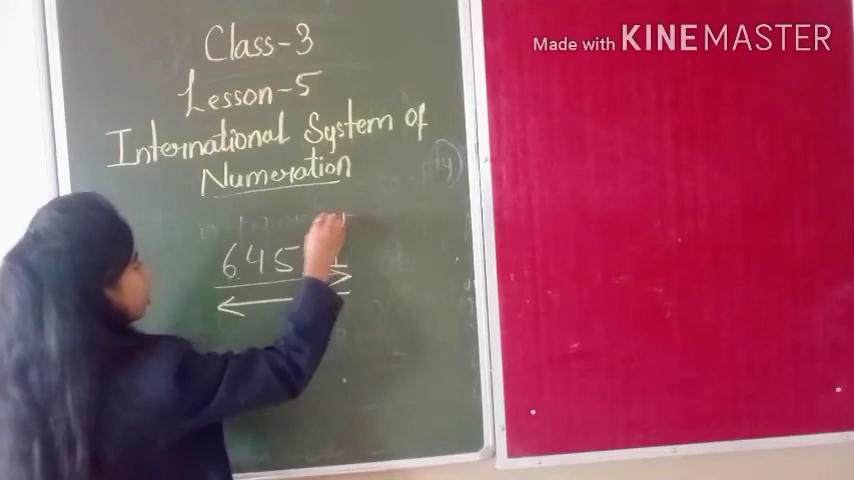 Made with KINEMASTER
Class-3
Lesson-5
International System of
Numeration
645